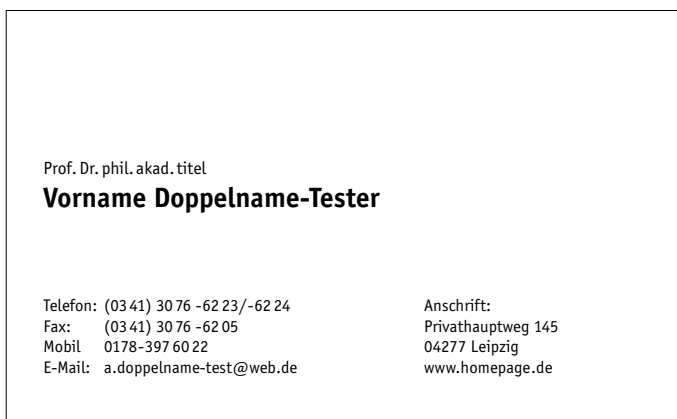 Prof. Dr. phil. akad. titel
Vorname Doppelname-Tester
Telefon: (03 41) 30 76 -62 23/-62 24
Fax: (03 41) 30 76 -62 05
Mobil 0178-397 60 22
E-Mail: a.doppelname-test@web.de
Anschrift:
Privathauptweg 145
04277 Leipzig
www.homepage.de